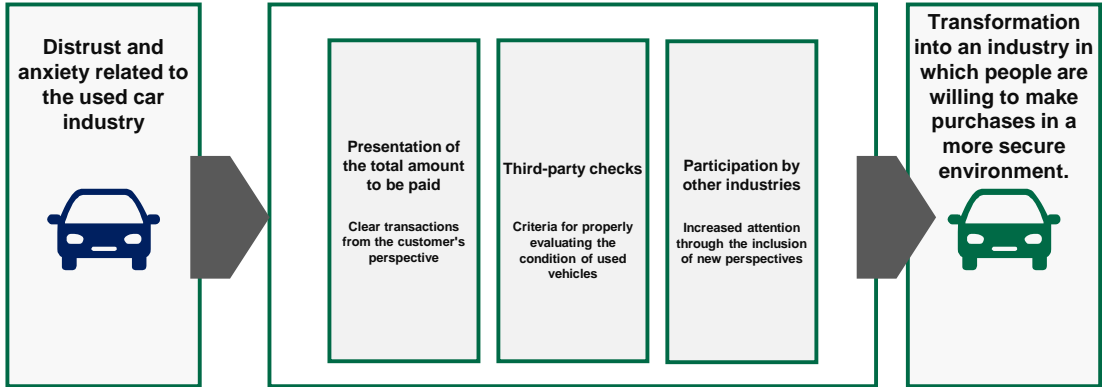 Distrust and
anxiety related to
the used car
industry
Presentation of
the total amount
to be paid
Clear transactions
from the customer's
perspective
Third-party checks
Criteria for properly
evaluating the
condition of used
vehicles
Participation by
other industries
Increased attention
through the inclusion
of new perspectives
Transformation
into an industry in
which people are
willing to make
purchases in a
more secure
environment.